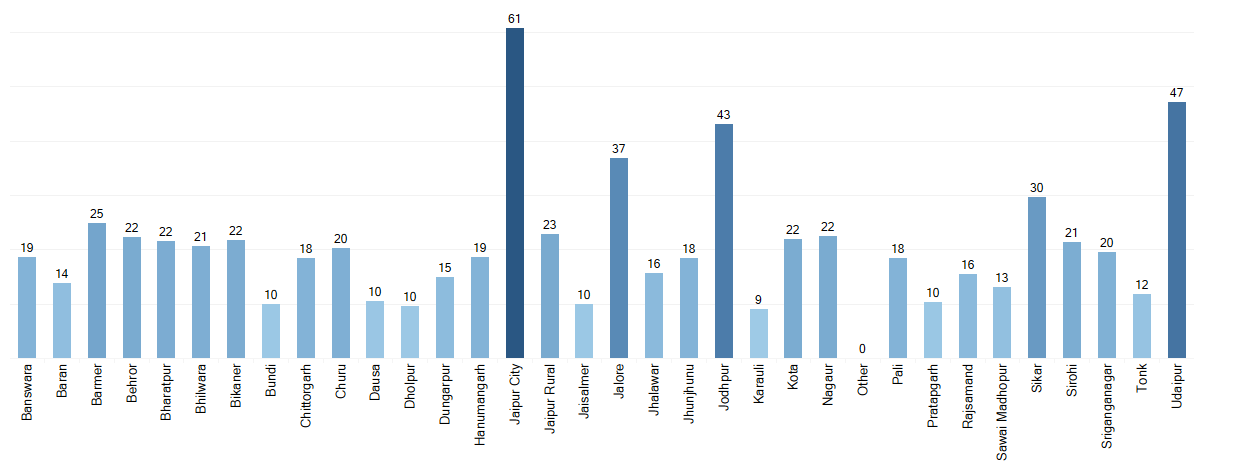 61
47
43
37
30
25
23
22 22 22 22 22
21 21
20 20
19 19
18 18 18
16 16
15
14
13
12
10 10 10 10 10
9
0
Banswara
Baran
Barmer
Behror
Bharatpur
Bhilwara
Bikaner
Bundi
Chittorgarh
Churu
Dausa
Dholpur
Dungarpur
Hanumangarh
Jaipur City
Jaipur Rural
Jaisalmer
Jalore
Jhalawar
Jhunjhunu
Jodhpur
Karauli
Kota
Nagaur
Other
Pali
Pratapgarh
Rajsamand
Sawai Madhopur
Sikar
Sirohi
Sriganganagar
Tonk
Udaipur